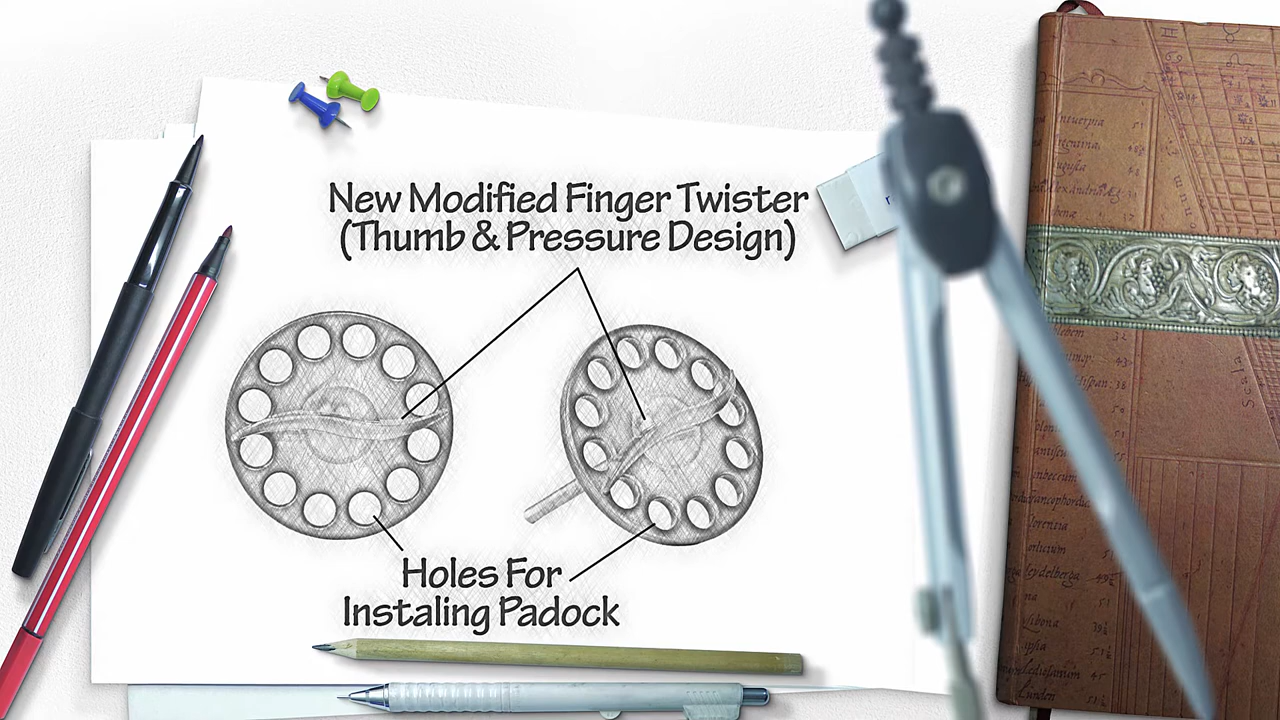 New Modified Finger Twister
(Thumb & Pressure Design)
Holes For
Instaling Padock